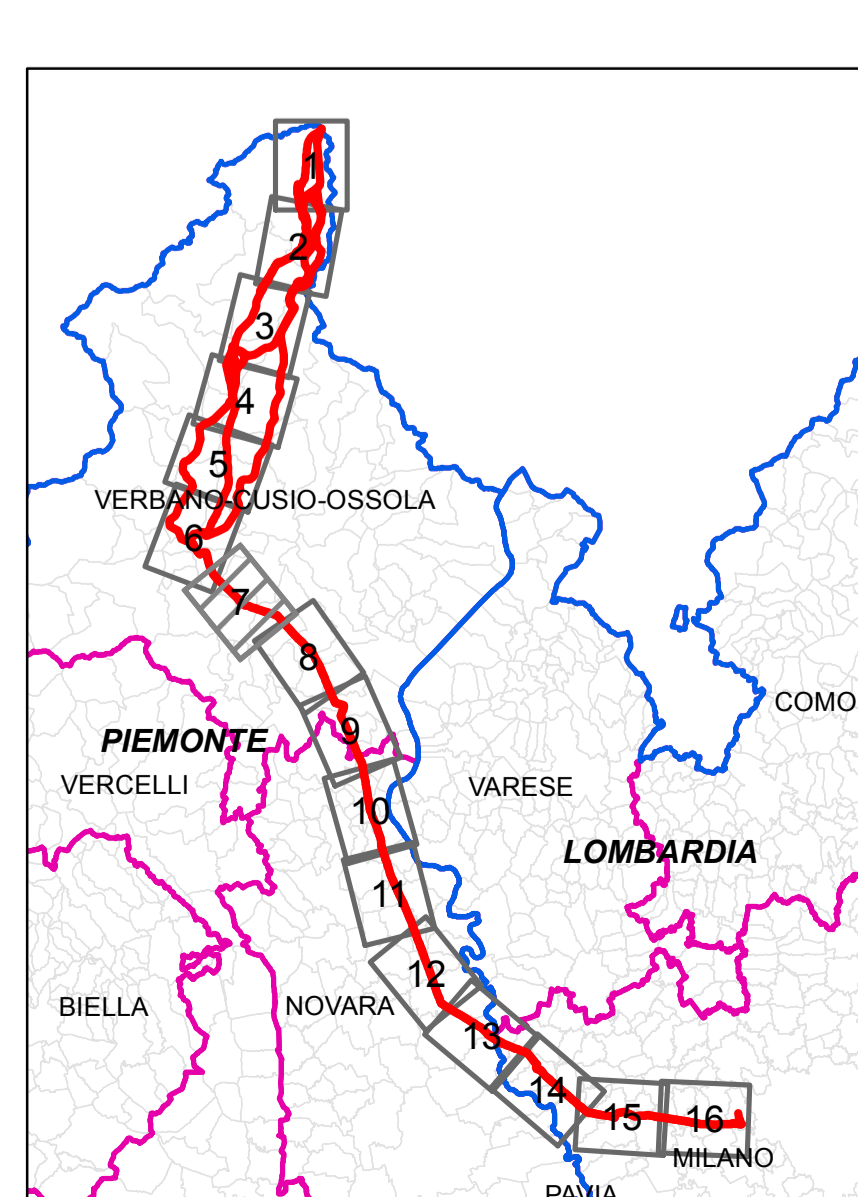 1
2
3
4
5
VERBANO-CUSIO-OSSOLA
6
7
8
COMO
9
PIEMONTE
VERCELLI
VARESE
10
LOMBARDIA
11
12
BIELLA
NOVARA
13
14
15
16
MILANO
PAVIA